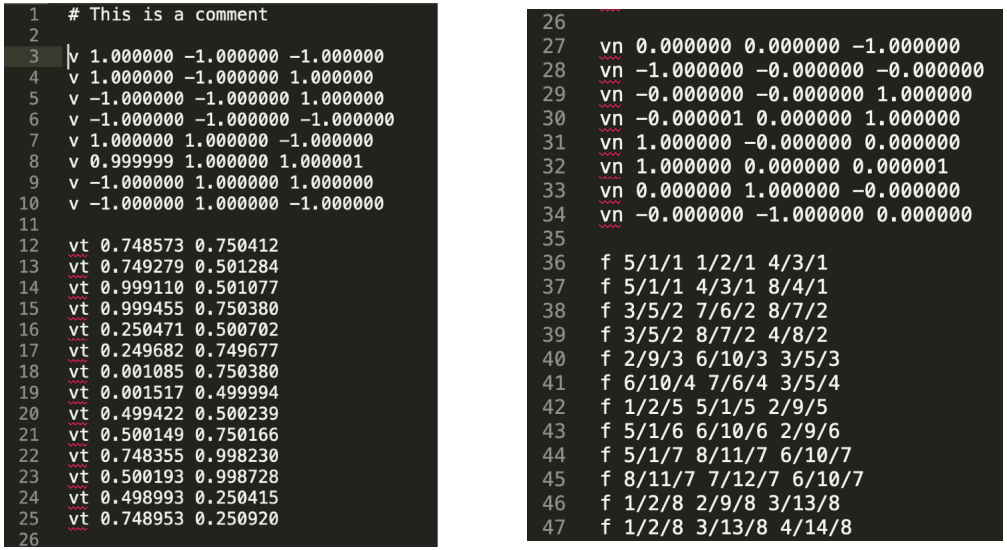 1 # This is a comment
2
3 v 1.000000 -1.000000 -1.000000
4 v 1.000000 -1.000000 1.000000
5 v -1.000000 -1.000000 1.000000
6 v -1.000000 -1.000000 -1.000000
7 v 1.000000 1.000000 -1.000000
8 v 0.999999 1.000000 1.000001
9 v -1.000000 1.000000 1.000000
10 v -1.000000 1.000000 -1.000000
11
12 vt 0.748573 0.750412
13 vt 0.749279 0.501284
14 vt 0.999110 0.501077
15 vt 0.999455 0.750380
16 vt 0.250471 0.500702
17 vt 0.249682 0.749677
18 vt 0.001085 0.750380
19 vt 0.001517 0.499994
20 vt 0.499422 0.500239
21 vt 0.500149 0.750166
22 vt 0.748355 0.998230
23 vt 0.500193 0.998728
24 vt 0.498993 0.250415
25 vt 0.748953 0.250920
26
26
27 vn 0.000000 0.000000 -1.000000
28 vn -1.000000 -0.000000 -0.000000
29 vn -0.000000 -0.000000 1.000000
30 vn -0.000001 0.000000 1.000000
31 vn 1.000000 -0.000000 0.000000
32 vn 1.000000 0.000000 0.000001
33 vn 0.000000 1.000000 -0.000000
34 vn -0.000000 -1.000000 0.000000
35
36 f 5/1/1 1/2/1 4/3/1
37 f 5/1/1 4/3/1 8/4/1
38 f 3/5/2 7/6/2 8/7/2
39 f 3/5/2 8/7/2 4/8/2
40 f 2/9/3 6/10/3 3/5/3
41 f 6/10/4 7/6/4 3/5/4
42 f 1/2/5 5/1/5 2/9/5
43 f 5/1/6 6/10/6 2/9/6
44 f 5/1/7 8/11/7 6/10/7
45 f 8/11/7 7/12/7 6/10/7
46 f 1/2/8 2/9/8 3/13/8
47 f 1/2/8 3/13/8 4/14/8